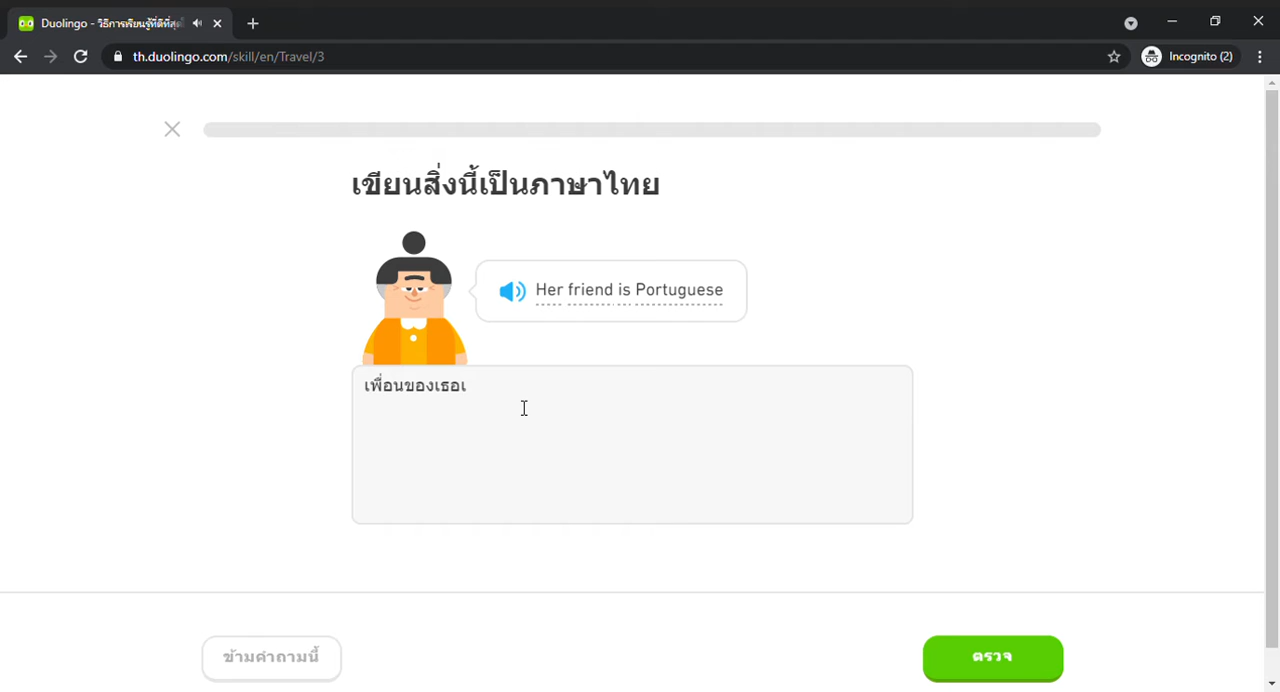 Duolingo - วิธีการเรียนรู้ที่ดีที่สุดใ
th.duolingo.com/skill/en/Travel/3
Incognito (2)
เขียนสิ่งนี้เป็นภาษาไทย
Her friend is Portuguese
เพื่อนของเธอเ
ข้ามคำถามนี้
ตรวจ